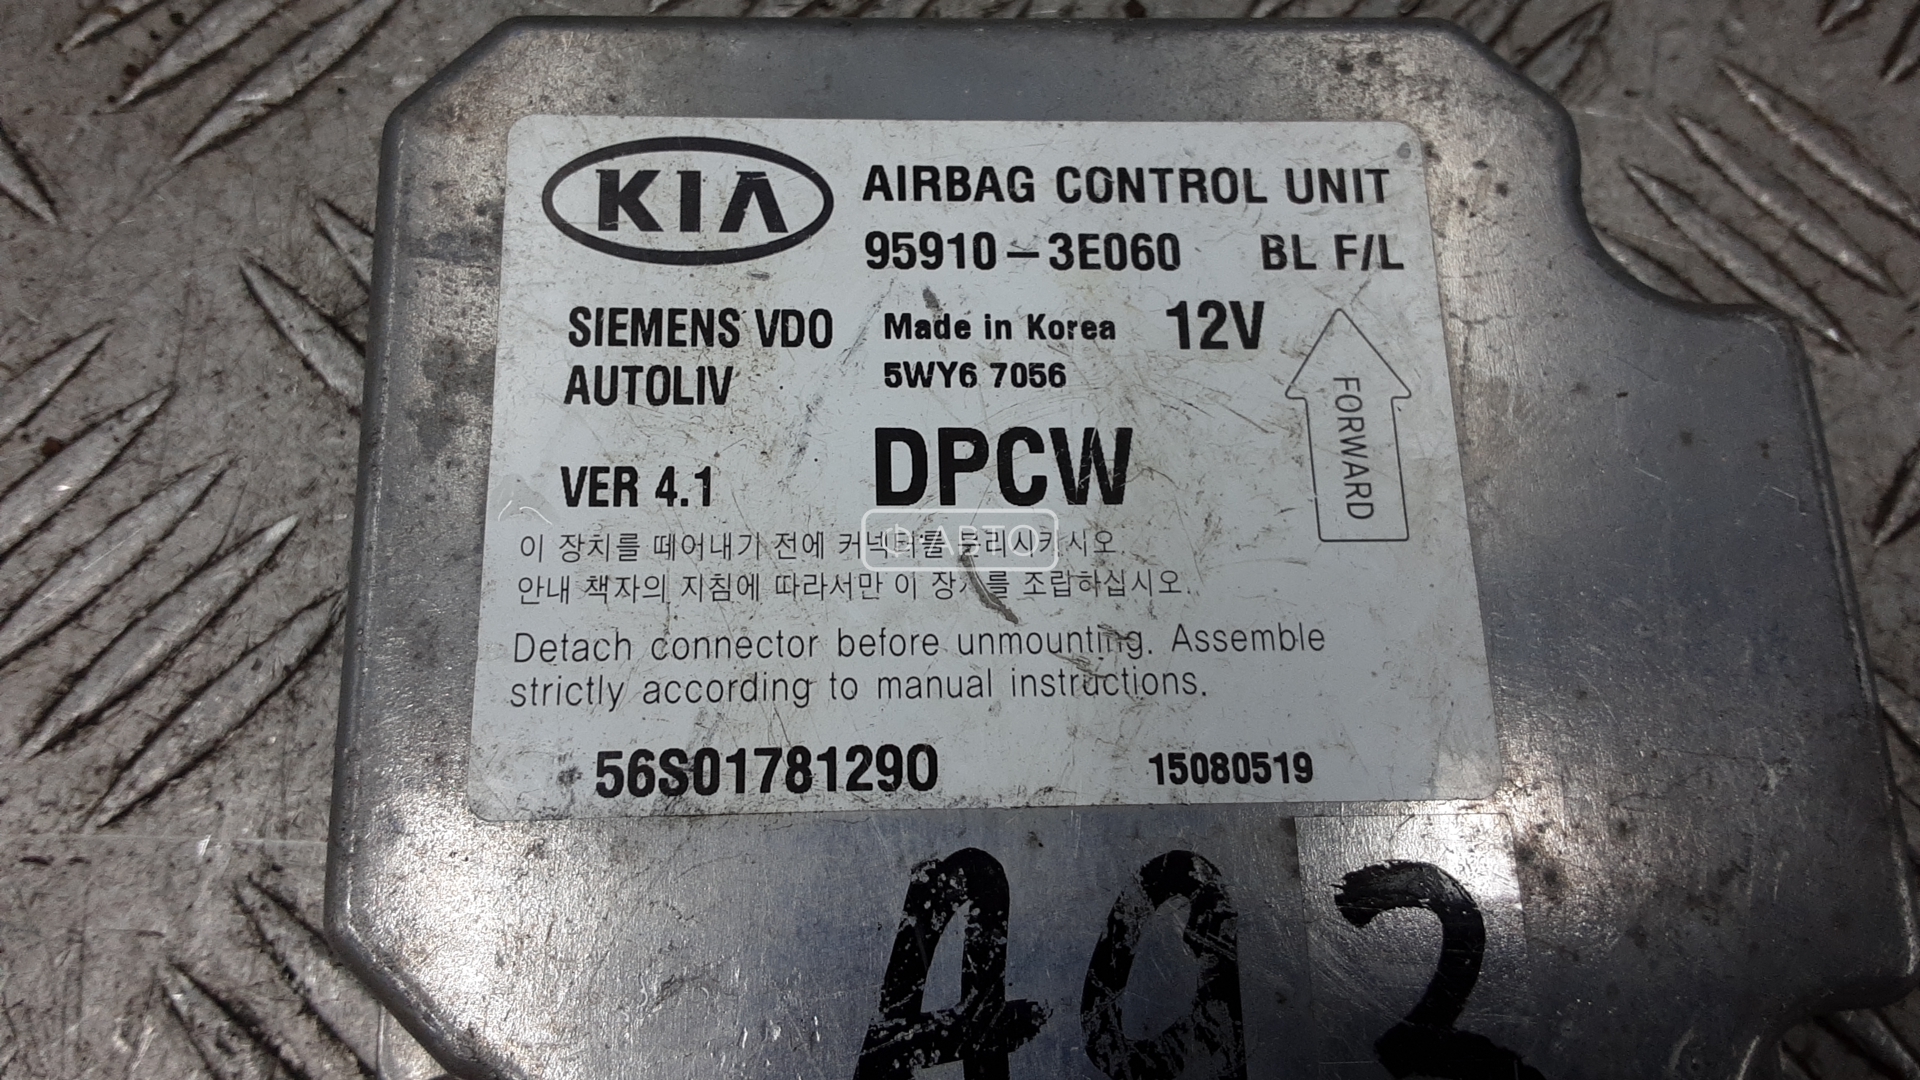 KIA AIRBAG CONTROL UNIT
95910-3E060 BL F/L
SIEMENS VDO Made in Korea 12V
AUTOLIV 5WY6 7056
FORWARD
VER 4.1 DPCW
이 장치를 떼어내기 전에 커넥터를 분리시키시오.
АВТО
안내 책자의 지침에 따라서만 이 장치를 조립하십시오.
Detach connector before unmounting. Assemble
strictly according to manual instructions.
56S01781290 15080519